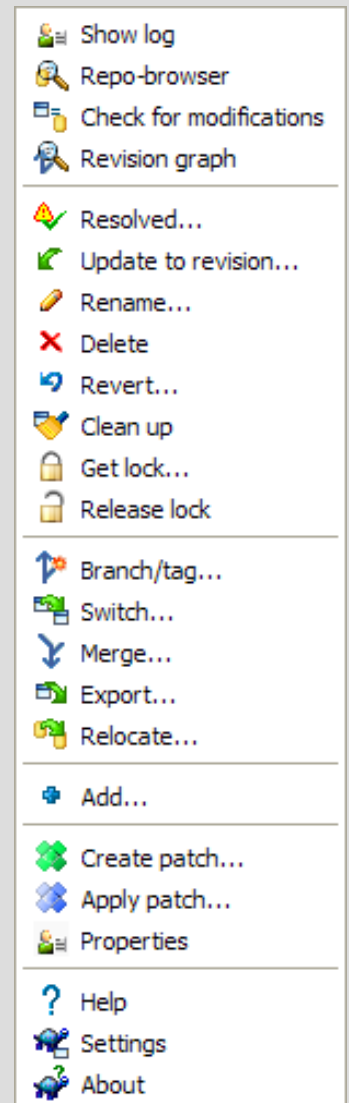 Show log
Repo-browser
Check for modifications
Revision graph
Resolved...
Update to revision...
Rename...
Delete
Revert...
Clean up
Get lock...
Release lock
Branch/tag...
Switch...
Merge...
Export...
Relocate...
Add...
Create patch...
Apply patch...
Properties
Help
Settings
About